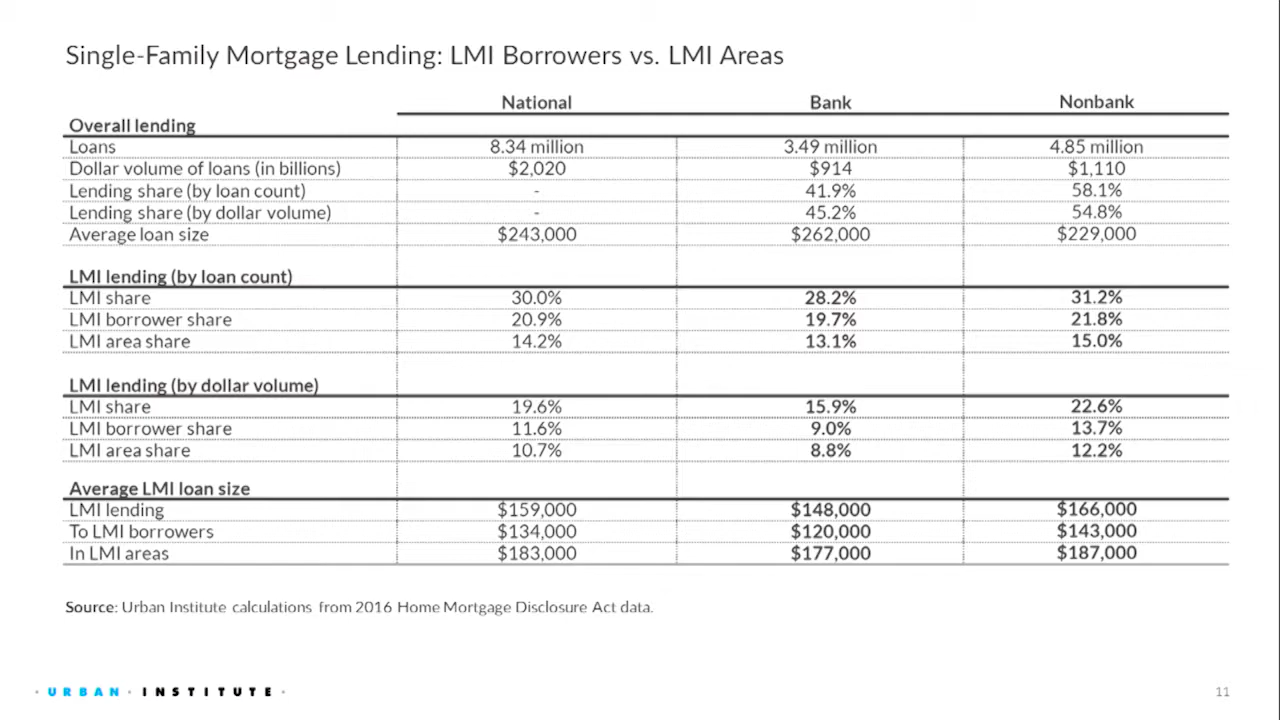 Single-Family Mortgage Lending: LMI Borrowers vs. LMI Areas
National Bank Nonbank
Overall lending
Loans 8.34 million 3.49 million 4.85 million
Dollar volume of loans (in billions) $2,020 $914 $1,110
Lending share (by loan count) - 41.9% 58.1%
Lending share (by dollar volume) - 45.2% 54.8%
Average loan size $243,000 $262,000 $229,000
LMI lending (by loan count)
LMI share 30.0% 28.2% 31.2%
LMI borrower share 20.9% 19.7% 21.8%
LMI area share 14.2% 13.1% 15.0%
LMI lending (by dollar volume)
LMI share 19.6% 15.9% 22.6%
LMI borrower share 11.6% 9.0% 13.7%
LMI area share 10.7% 8.8% 12.2%
Average LMI loan size
LMI lending $159,000 $148,000 $166,000
To LMI borrowers $134,000 $120,000 $143,000
In LMI areas $183,000 $177,000 $187,000
Source: Urban Institute calculations from 2016 Home Mortgage Disclosure Act data.
· URBAN · INSTITUTE · 11